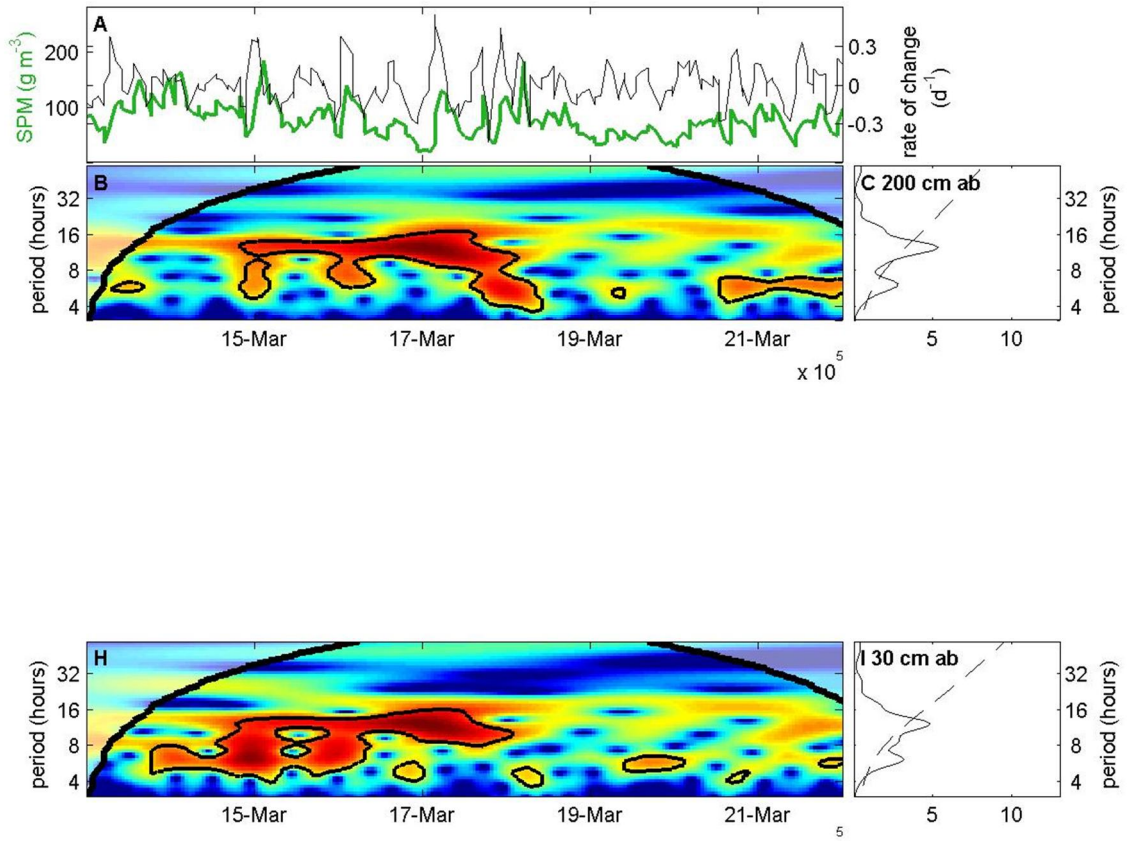 A
200
100
SPM (g m-3)
0.3
0
-0.3
rate of change
(d-1)
B
32
16
8
4
period (hours)
15-Mar 17-Mar 19-Mar 21-Mar
x 10 5
C 200 cm ab
32
16
8
4
period (hours)
5 10
H
32
16
8
4
period (hours)
15-Mar 17-Mar 19-Mar 21-Mar
5
I 30 cm ab
32
16
8
4
period (hours)
5 10